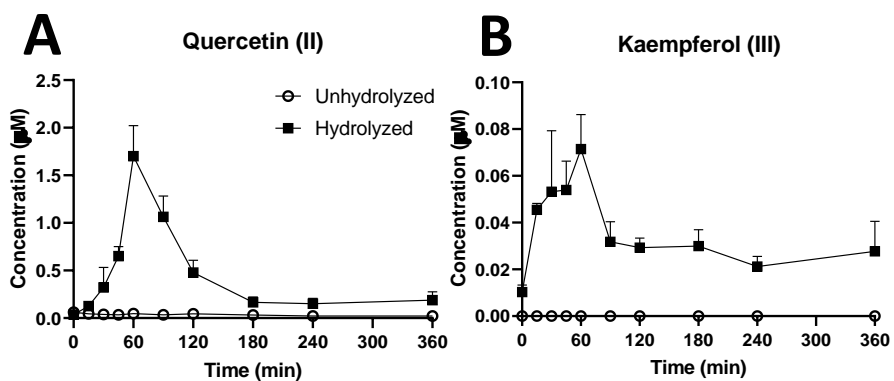 A
Quercetin (II)
2.5
2.0
1.5
1.0
0.5
0.0
Concentration (μM)
0
60
120
180
240
300
360
Time (min)
Unhydrolyzed
Hydrolyzed
B
Kaempferol (III)
0.10
0.08
0.06
0.04
0.02
0.00
Concentration (μM)
0
60
120
180
240
300
360
Time (min)